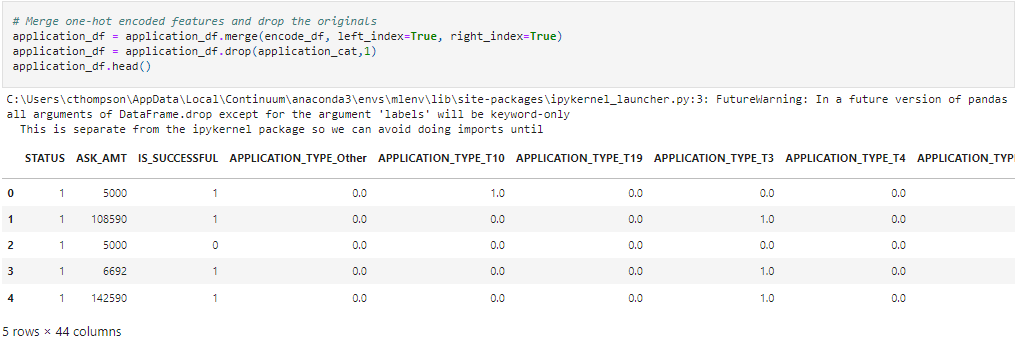 # Merge one-hot encoded features and drop the originals
application_df = application_df.merge(encode_df, left_index=True, right_index=True)
application_df = application_df.drop(application_cat,1)
application_df.head()
C:\Users\cthompson\AppData\Local\Continuum\anaconda3\envs\mlenv\lib\site-packages\ipykernel_launcher.py:3: FutureWarning: In a future version of pandas
all arguments of DataFrame.drop except for the argument 'labels' will be keyword-only
This is separate from the ipykernel package so we can avoid doing imports until
STATUS ASK_AMT IS_SUCCESSFUL APPLICATION_TYPE_Other APPLICATION_TYPE_T10 APPLICATION_TYPE_T19 APPLICATION_TYPE_T3 APPLICATION_TYPE_T4 APPLICATION_TYP
0 1 5000 1 0.0 1.0 0.0 0.0 0.0
1 1 108590 1 0.0 0.0 0.0 1.0 0.0
2 1 5000 0 0.0 0.0 0.0 0.0 0.0
3 1 6692 1 0.0 0.0 0.0 1.0 0.0
4 1 142590 1 0.0 0.0 0.0 1.0 0.0
5 rows × 44 columns